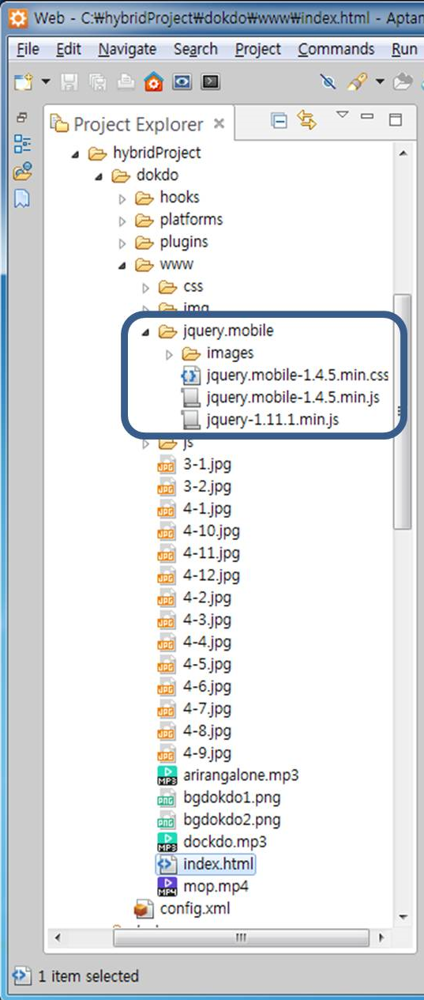 Web - C:₩hybridProject₩dokdo₩www₩index.html - Aptan
File Edit Navigate Search Project Commands Run
Project Explorer
hybridProject
dokdo
hooks
platforms
plugins
www
css
img
jquery.mobile
images
jquery.mobile-1.4.5.min.css
jquery.mobile-1.4.5.min.js
jquery-1.11.1.min.js
js
3-1.jpg
3-2.jpg
4-1.jpg
4-10.jpg
4-11.jpg
4-12.jpg
4-2.jpg
4-3.jpg
4-4.jpg
4-5.jpg
4-6.jpg
4-7.jpg
4-8.jpg
4-9.jpg
arirangalone.mp3
bgdokdo1.png
bgdokdo2.png
dockdo.mp3
index.html
mop.mp4
config.xml
1 item selected